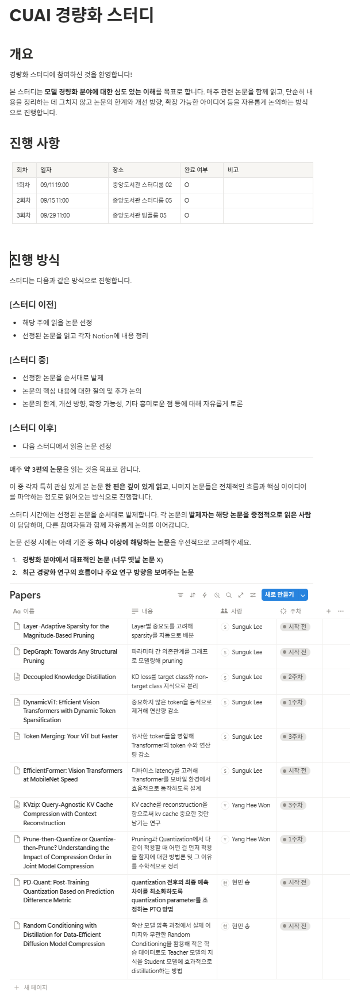 CUAI 경량화 스터디
개요
경량화 스터디에 참여하신 것을 환영합니다!
본 스터디는 모델 경량화 분야에 대한 심도 있는 이해를 목표로 합니다. 매주 관련 논문을 함께 읽고, 단순히 내
용을 정리하는 데 그치지 않고 논문의 한계와 개선 방향, 확장 가능한 아이디어 등을 자유롭게 논의하는 방식
으로 진행합니다.
진행 사항
회차 일자 장소 완료 여부 비고
1회차 09/11 19:00 중앙도서관 스터디룸 02 O
2회차 09/15 11:00 중앙도서관 스터디룸 05 O
3회차 09/29 11:00 중앙도서관 팀플룸 05 O
진행 방식
스터디는 다음과 같은 방식으로 진행합니다.
[스터디 이전]
• 해당 주에 읽을 논문 선정
• 선정된 논문을 읽고 각자 Notion에 내용 정리
[스터디 중]
• 선정한 논문을 순서대로 발제
• 논문의 핵심 내용에 대한 질의 및 추가 논의
• 논문의 한계, 개선 방향, 확장 가능성, 기타 흥미로운 점 등에 대해 자유롭게 토론
[스터디 이후]
• 다음 스터디에서 읽을 논문 선정
매주 약 3편의 논문을 읽는 것을 목표로 합니다.
이 중 각자 특히 관심 있게 본 논문 한 편은 깊이 있게 읽고, 나머지 논문들은 전체적인 흐름과 핵심 아이디어
를 파악하는 정도로 읽어오는 방식으로 진행합니다.
스터디 시간에는 선정된 논문을 순서대로 발제합니다. 각 논문의 발제자는 해당 논문을 중점적으로 읽은 사람
이 담당하며, 다른 참여자들과 함께 자유롭게 논의를 이어갑니다.
논문 선정 시에는 아래 기준 중 하나 이상에 해당하는 논문을 우선적으로 고려해주세요.
1. 경량화 분야에서 대표적인 논문 (너무 옛날 논문 X)
2. 최근 경량화 연구의 흐름이나 주요 연구 방향을 보여주는 논문
Papers 새로 만들기
Aa 이름 내용 사람 주차
Layer-Adaptive Sparsity for the Layer별 중요도를 고려해 S Sunguk Lee 시작 전
Magnitude-Based Pruning sparsity를 자동으로 배분
DepGraph: Towards Any Structural 파라미터 간 의존관계를 그래프 S Sunguk Lee 시작 전
Pruning 로 모델링해 pruning
Decoupled Knowledge Distillation KD loss를 target class와 non- S Sunguk Lee 2주차
target class 지식으로 분리
DynamicViT: Efficient Vision 중요하지 않은 token을 동적으로 S Sunguk Lee 1주차
Transformers with Dynamic Token 제거해 연산량 감소
Sparsification
Token Merging: Your ViT but Faster 유사한 token들을 병합해 S Sunguk Lee 3주차
Transformer의 token 수와 연산
량 감소
EfficientFormer: Vision Transformers 디바이스 latency를 고려해 S Sunguk Lee 시작 전
at MobileNet Speed Transformer를 모바일 환경에서
효율적으로 동작하도록 설계
KVzip: Query-Agnostic KV Cache KV cache를 reconstruction을 Y Yang Hee Won 3주차
Compression with Context 함으로써 kv cache 중요한 것만
Reconstruction 남기는 연구
Prune-then-Quantize or Quantize- Pruning과 Quantization에서 다 Y Yang Hee Won 1주차
then-Prune? Understanding the 같이 적용할 때 어떤 걸 먼저 적용
Impact of Compression Order in 을 할지에 대한 방법론 및 그 이유
Joint Model Compression 를 수학적으로 정리
PD-Quant: Post-Training quantization 전후의 최종 예측 현 현민 송 시작 전
Quantization Based on Prediction 차이를 최소화하도록
Difference Metric quantization parameter를 조
정하는 PTQ 방법
Random Conditioning with 확산 모델 압축 과정에서 실제 이 현 현민 송 시작 전
Distillation for Data-Efficient 미지와 무관한 Random
Diffusion Model Compression Conditioning을 활용해 적은 학
습 데이터로도 Teacher 모델의 지
식을 Student 모델에 효과적으로
distillation하는 방법
+ 새 페이지